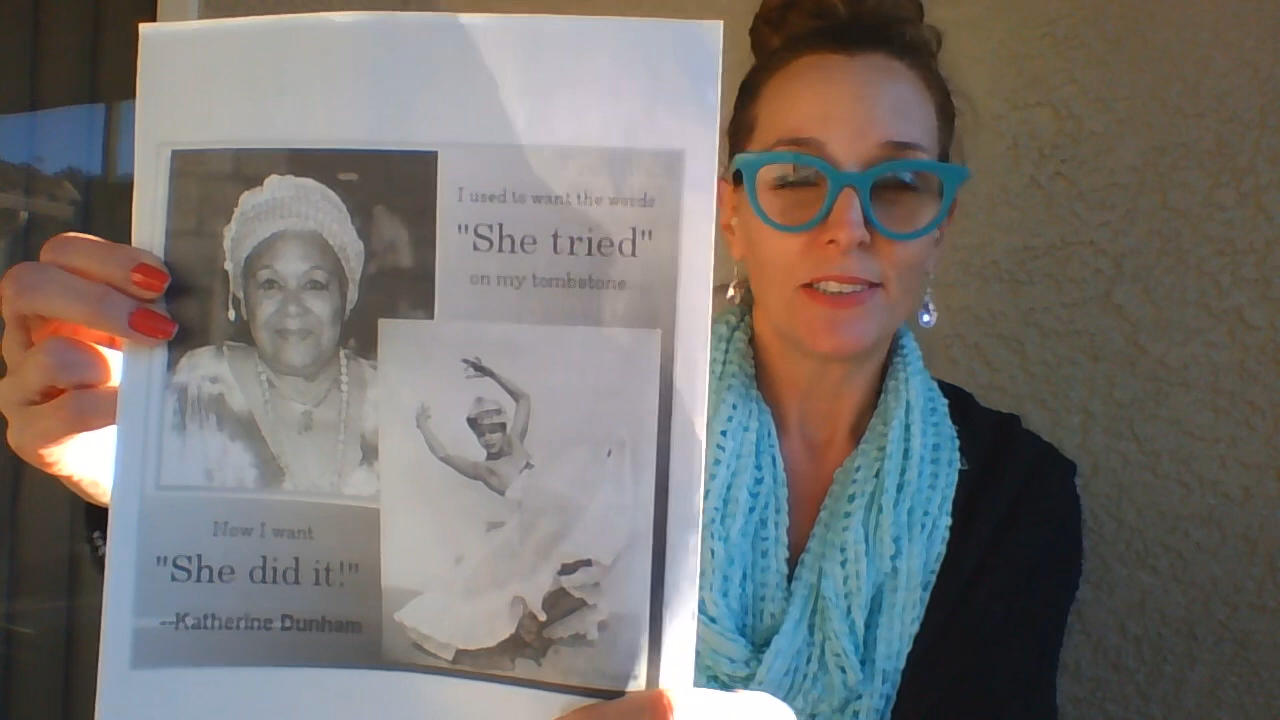 I used to want the words
"She tried"
on my tombstone.
Now I want
"She did it!"
--Katherine Dunham